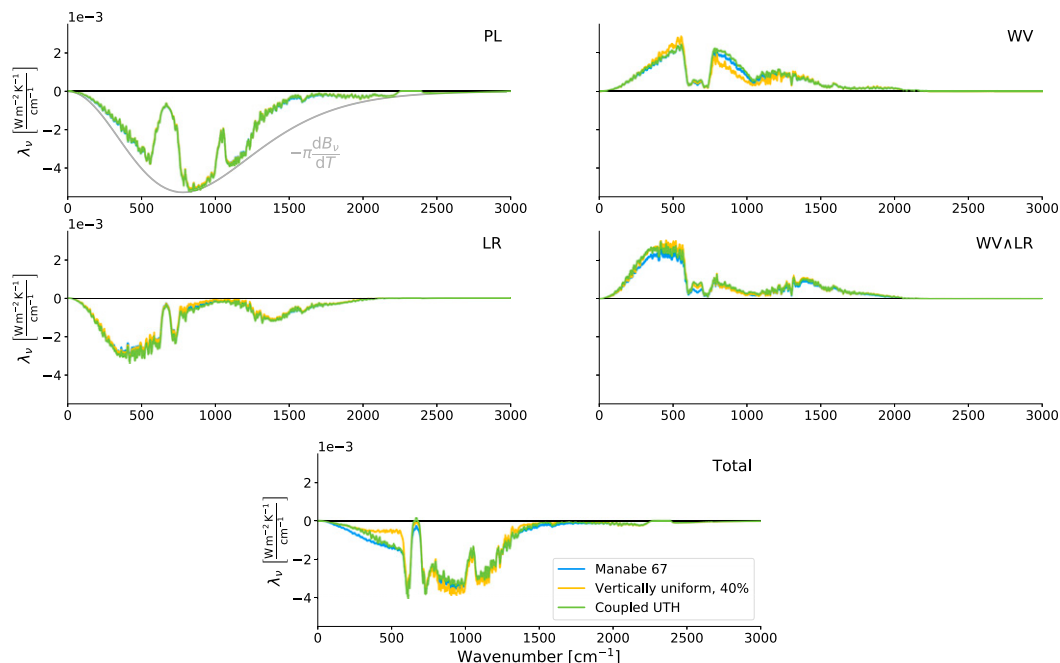 1e−3
PL
WV
2
0
−2
−4
λν [W m−2 K−1 / cm−1]
−π dBν/dT
0 500 1000 1500 2000 2500 3000
0 500 1000 1500 2000 2500 3000
1e−3
LR
WV∧LR
2
0
−2
−4
λν [W m−2 K−1 / cm−1]
0 500 1000 1500 2000 2500 3000
0 500 1000 1500 2000 2500 3000
1e−3
Total
2
0
−2
−4
λν [W m−2 K−1 / cm−1]
Manabe 67
Vertically uniform, 40%
Coupled UTH
0 500 1000 1500 2000 2500 3000
Wavenumber [cm−1]